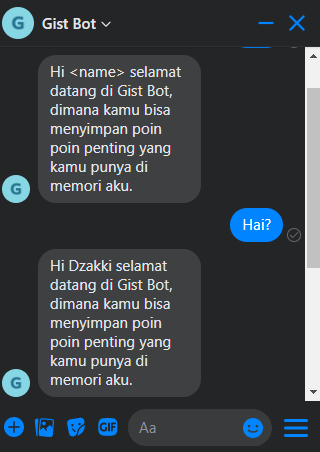 G
Gist Bot
Hi <name> selamat
datang di Gist Bot,
dimana kamu bisa
menyimpan poin
poin penting yang
kamu punya di
memori aku.
G
Hai?
Hi Dzakki selamat
datang di Gist Bot,
dimana kamu bisa
menyimpan poin
poin penting yang
kamu punya di
memori aku.
G
GIF
Aa